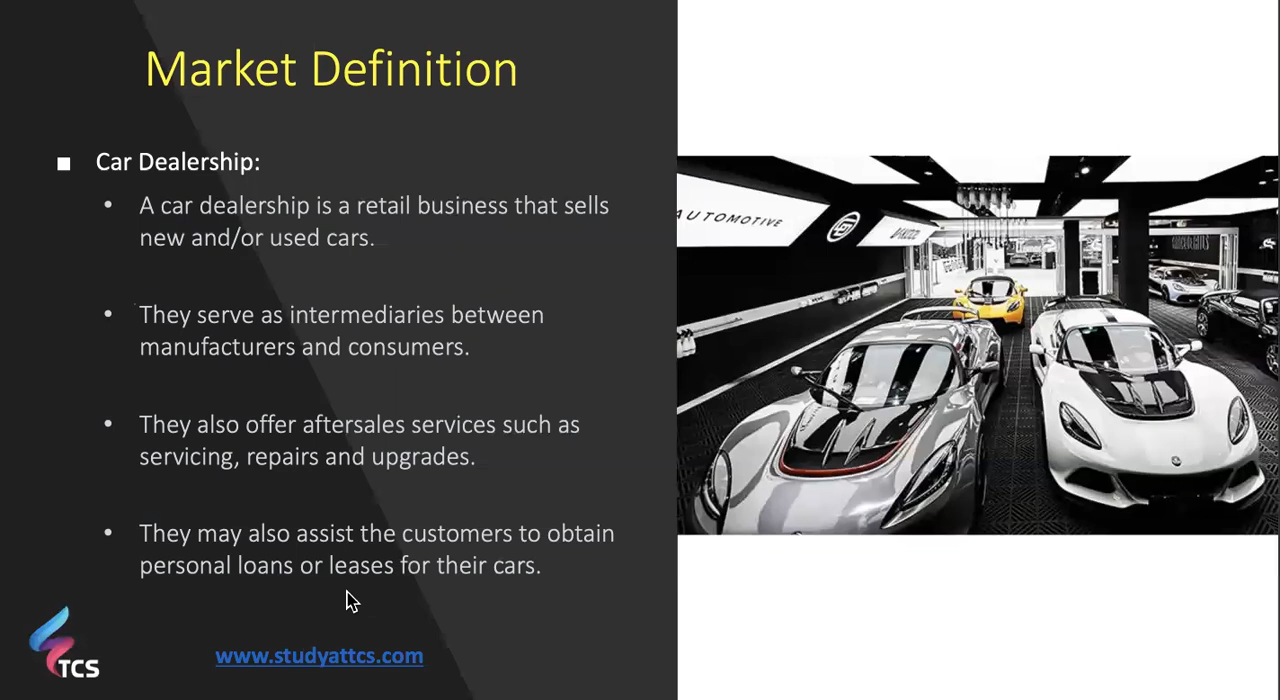 Market Definition
Car Dealership:
A car dealership is a retail business that sells
new and/or used cars.
They serve as intermediaries between
manufacturers and consumers.
They also offer aftersales services such as
servicing, repairs and upgrades.
They may also assist the customers to obtain
personal loans or leases for their cars.
TCS
www.studyattcs.com
AUTOMOTIVE